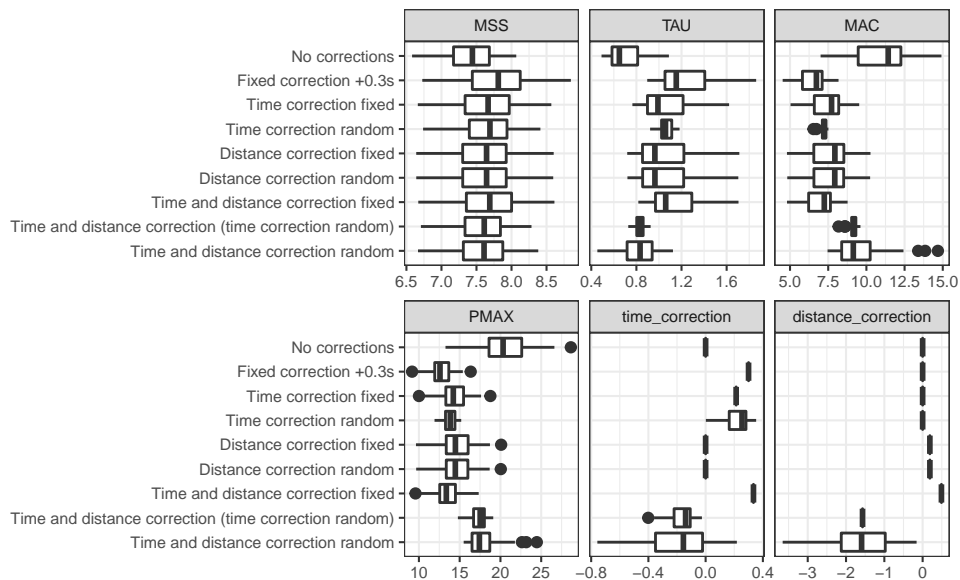 MSS TAU MAC
No corrections
Fixed correction +0.3s
Time correction fixed
Time correction random
Distance correction fixed
Distance correction random
Time and distance correction fixed
Time and distance correction (time correction random)
Time and distance correction random
6.5 7.0 7.5 8.0 8.5 0.4 0.8 1.2 1.6 5.0 7.5 10.0 12.5 15.0
PMAX time_correction distance_correction
No corrections
Fixed correction +0.3s
Time correction fixed
Time correction random
Distance correction fixed
Distance correction random
Time and distance correction fixed
Time and distance correction (time correction random)
Time and distance correction random
10 15 20 25 −0.8 −0.4 0.0 0.4 −3 −2 −1 0